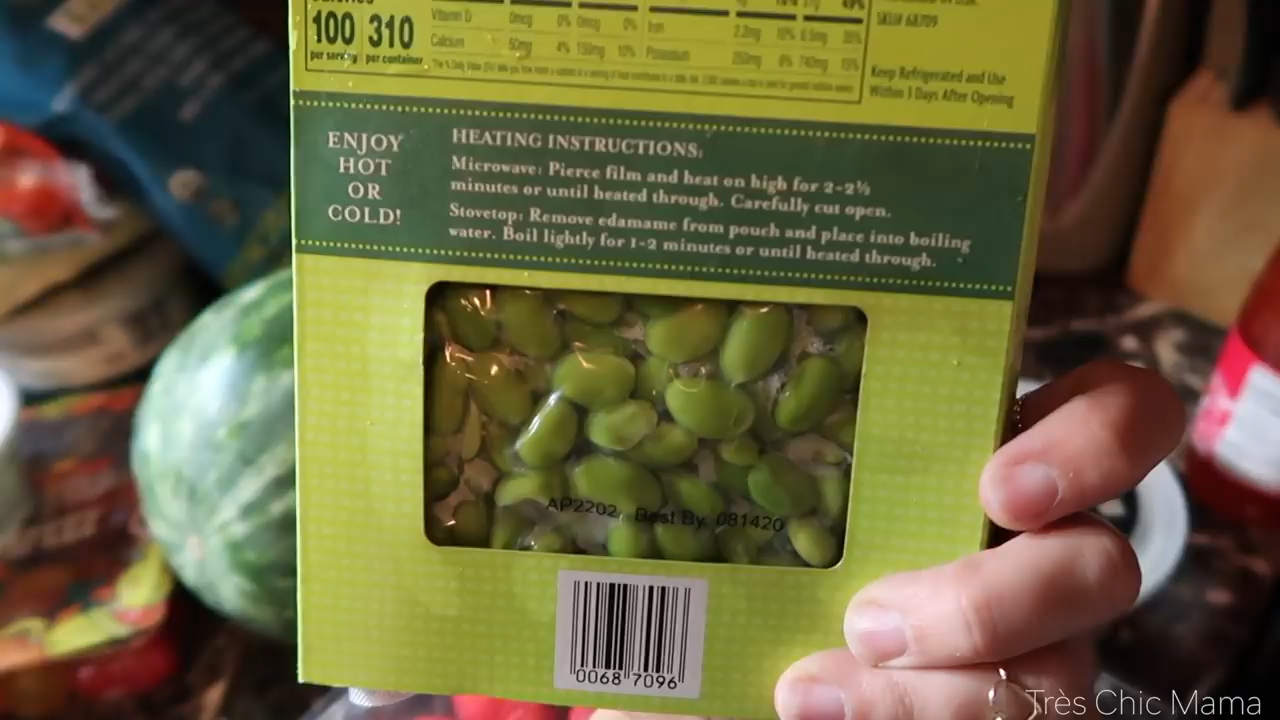 100 310
per serving per container
Vitamin D 0mcg 0% 0mcg 0% Iron 2.2mg 10%
Calcium 50mg 4% 150mg 10% Potassium 6% 740mg 15%
SKU# 68709
Keep Refrigerated and Use
Within 3 Days After Opening
ENJOY
HOT
OR
COLD!
HEATING INSTRUCTIONS:
Microwave: Pierce film and heat on high for 2-2½
minutes or until heated through. Carefully cut open.
Stovetop: Remove edamame from pouch and place into boiling
water. Boil lightly for 1-2 minutes or until heated through.
AP2202 Best By: 081420
0068 7096
Très Chic Mama